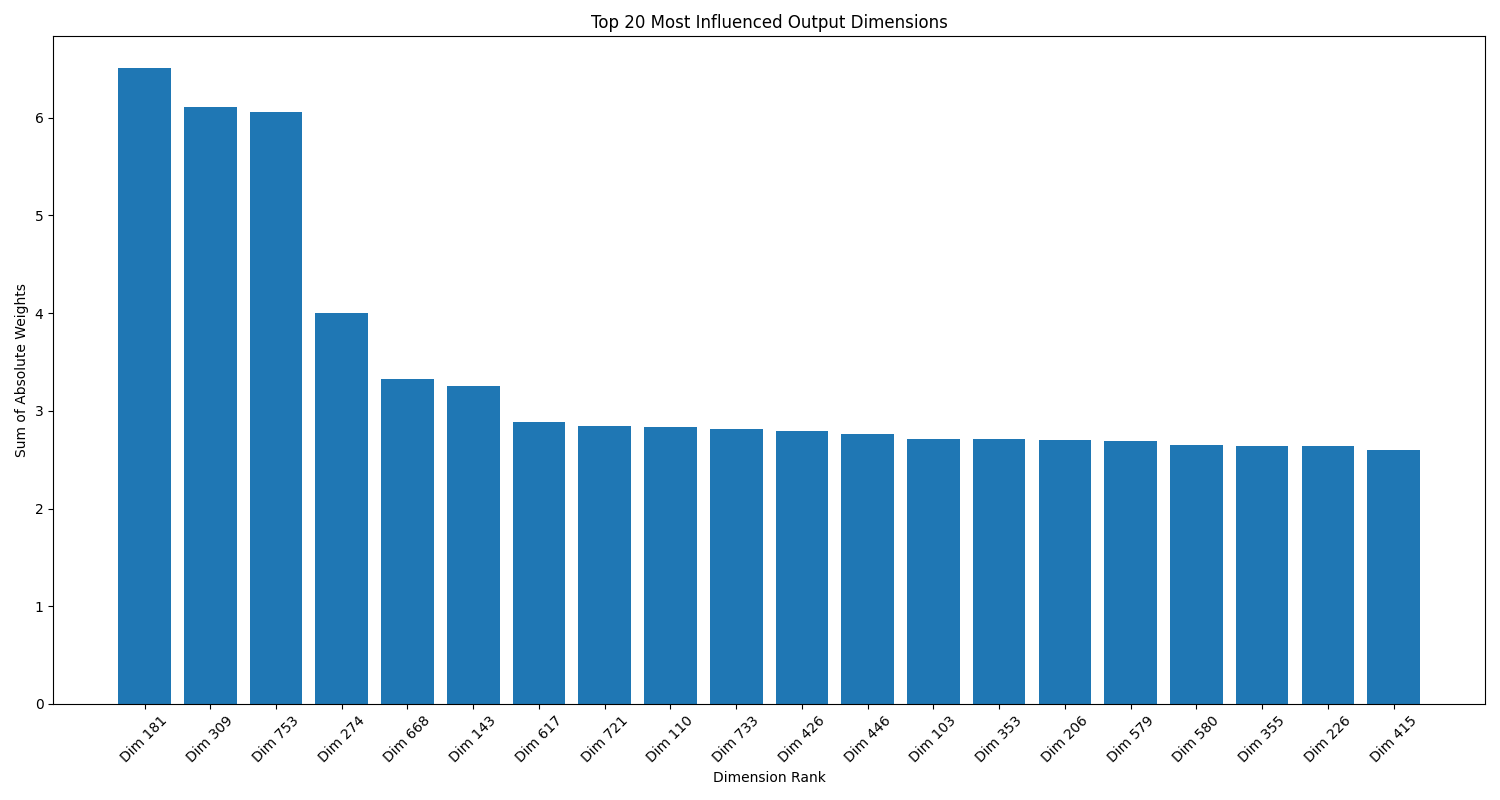 Top 20 Most Influenced Output Dimensions
Sum of Absolute Weights
6
5
4
3
2
1
0
Dim 181
Dim 309
Dim 753
Dim 274
Dim 668
Dim 143
Dim 617
Dim 721
Dim 110
Dim 733
Dim 426
Dim 446
Dim 103
Dim 353
Dim 206
Dim 579
Dim 580
Dim 355
Dim 226
Dim 415
Dimension Rank